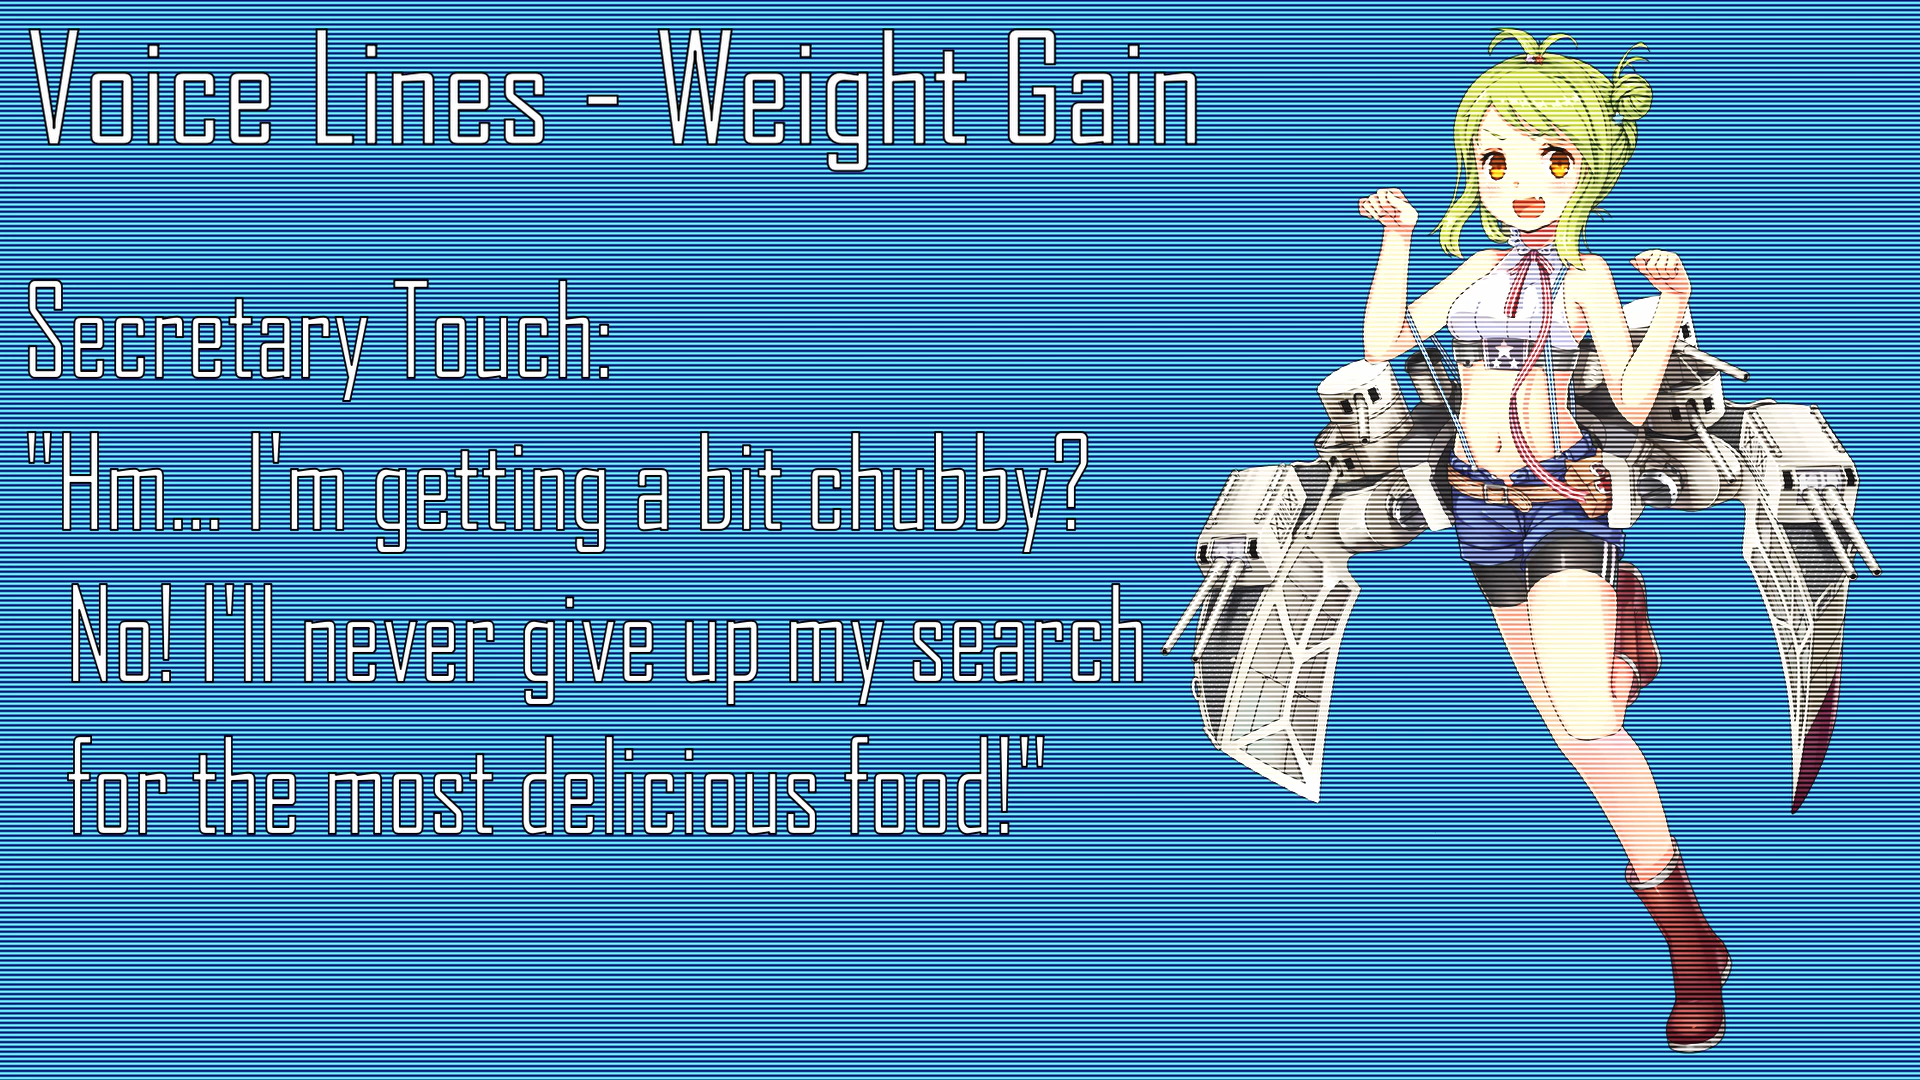 Voice Lines - Weight Gain
Secretary Touch:
"Hm... I'm getting a bit chubby?
No! I'll never give up my search
for the most delicious food!"